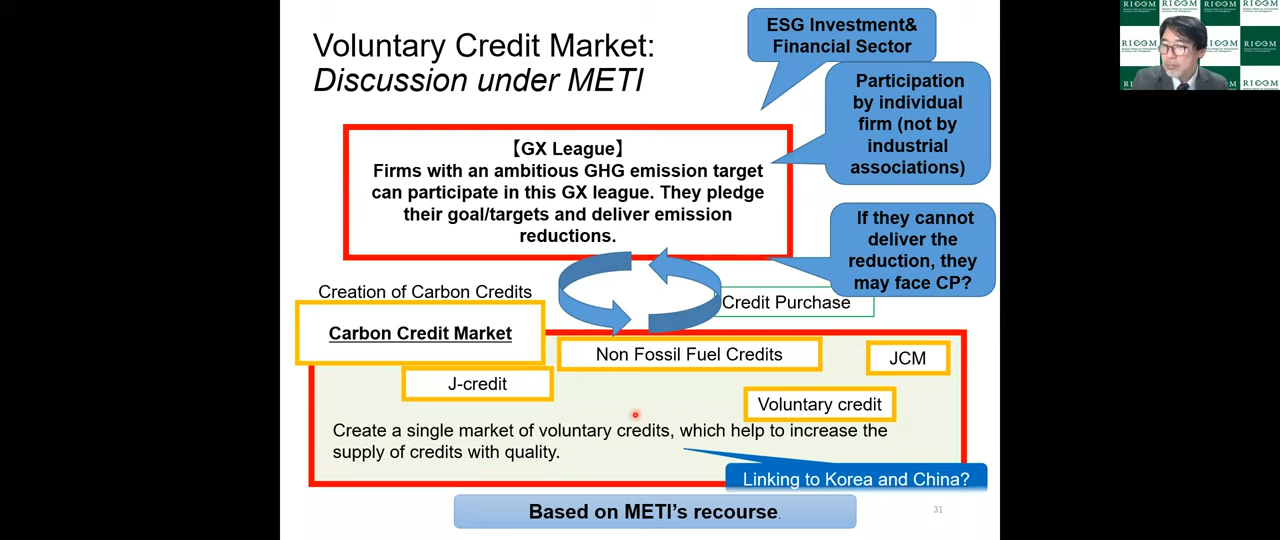 Voluntary Credit Market:
Discussion under METI
ESG Investment&
Financial Sector
Participation
by individual
firm (not by
industrial
associations)
【GX League】
Firms with an ambitious GHG emission target
can participate in this GX league. They pledge
their goal/targets and deliver emission
reductions.
If they cannot
deliver the
reduction, they
may face CP?
Creation of Carbon Credits
Credit Purchase
Carbon Credit Market
Non Fossil Fuel Credits
JCM
J-credit
Voluntary credit
Create a single market of voluntary credits, which help to increase the
supply of credits with quality.
Linking to Korea and China?
Based on METI's recourse.
31